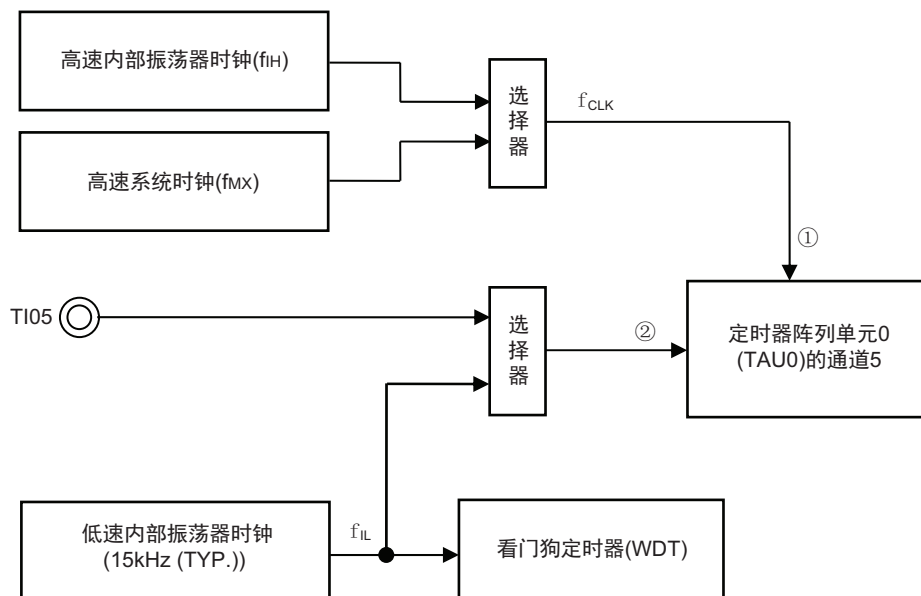 高速内部振荡器时钟(fIH)
选择器
fCLK
高速系统时钟(fMX)
①
TI05
选择器
②
定时器阵列单元0
(TAU0)的通道5
低速内部振荡器时钟
(15kHz (TYP.))
fIL
看门狗定时器(WDT)